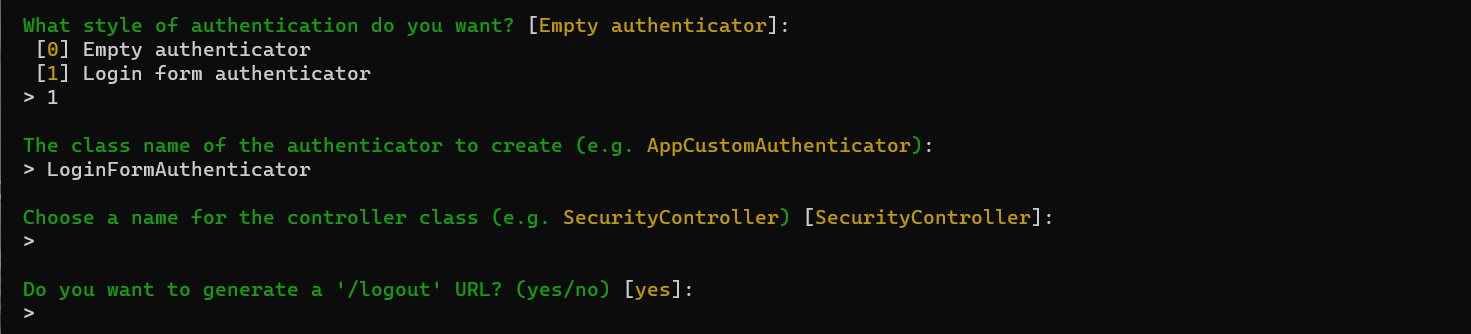 What style of authentication do you want? [Empty authenticator]:
[0] Empty authenticator
[1] Login form authenticator
> 1
The class name of the authenticator to create (e.g. AppCustomAuthenticator):
> LoginFormAuthenticator
Choose a name for the controller class (e.g. SecurityController) [SecurityController]:
>
Do you want to generate a '/logout' URL? (yes/no) [yes]:
>